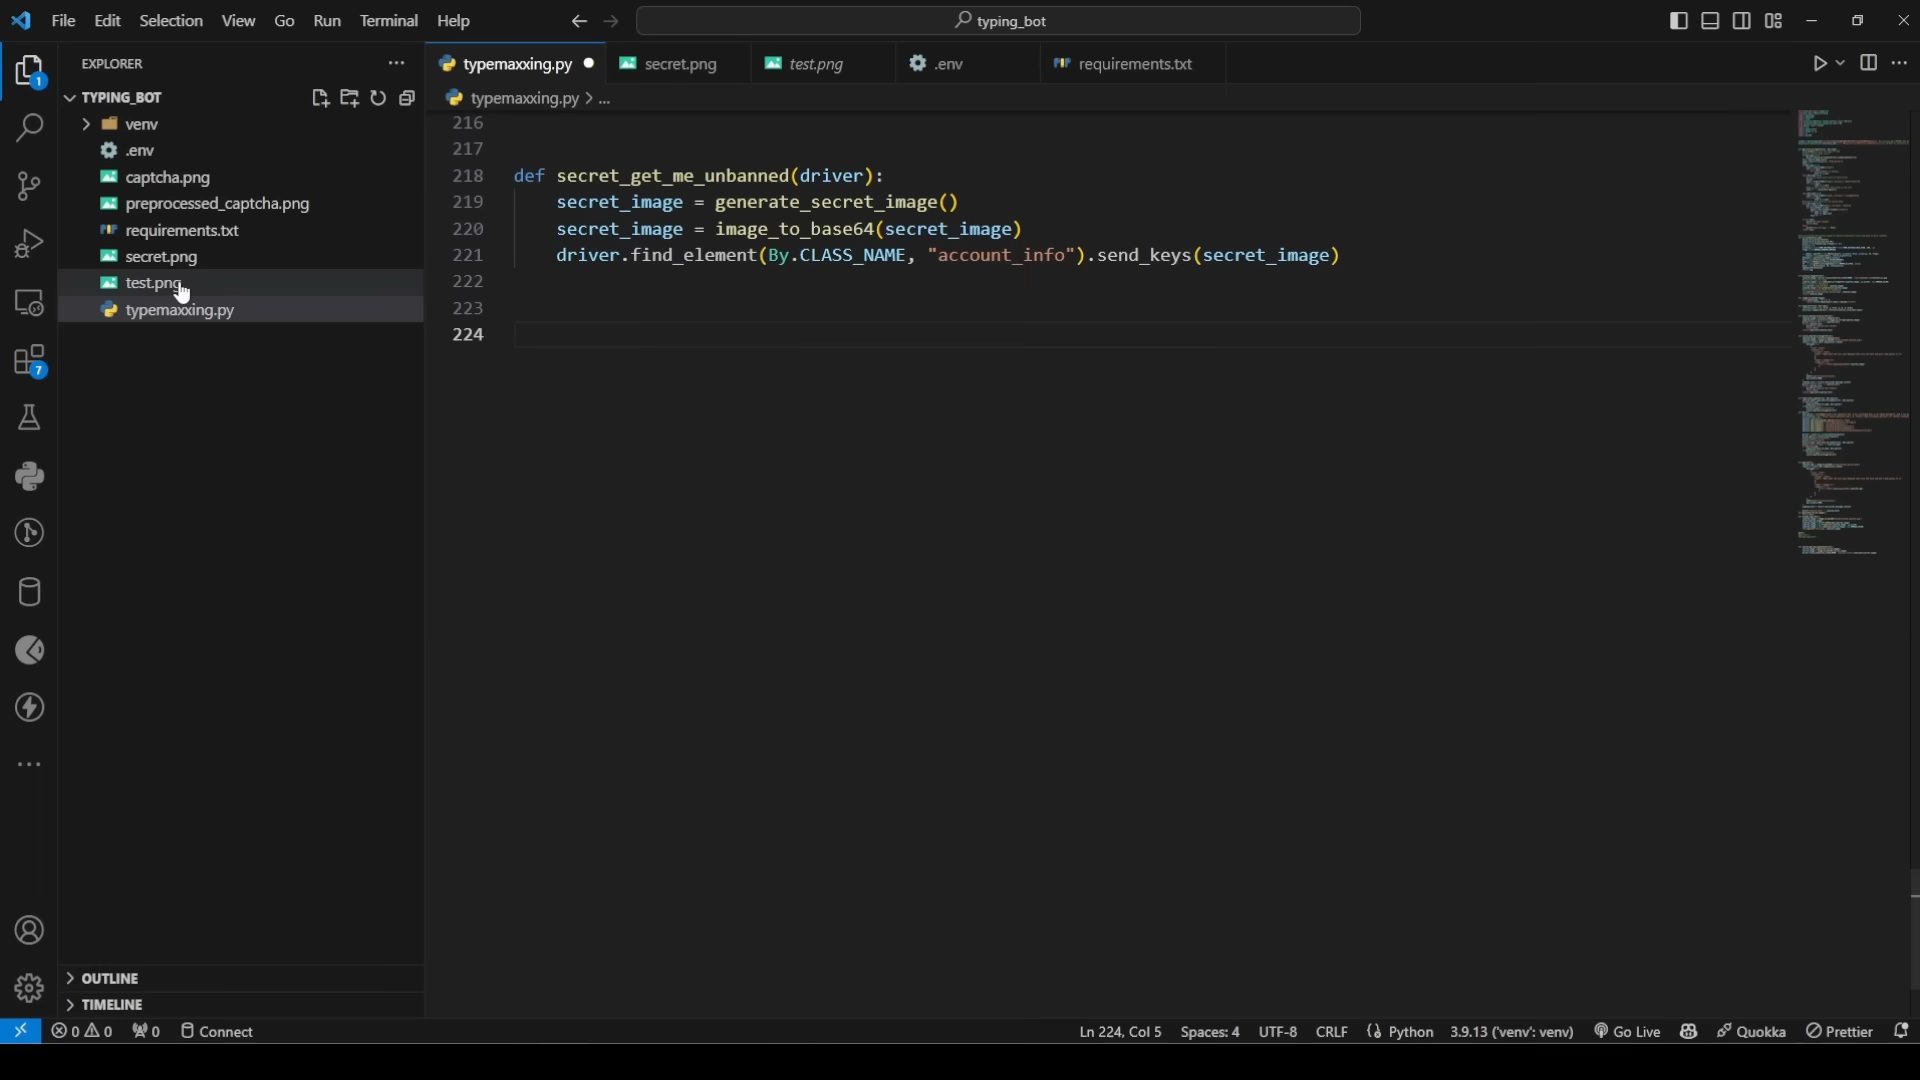 File Edit Selection View Go Run Terminal Help
typing_bot
EXPLORER
TYPING_BOT
venv
.env
captcha.png
preprocessed_captcha.png
requirements.txt
secret.png
test.png
typemaxxing.py
OUTLINE
TIMELINE
1
7
typemaxxing.py secret.png test.png .env requirements.txt
typemaxxing.py > ...
216
217
218 def secret_get_me_unbanned(driver):
219 secret_image = generate_secret_image()
220 secret_image = image_to_base64(secret_image)
221 driver.find_element(By.CLASS_NAME, "account_info").send_keys(secret_image)
222
223
224
0 0 0 Connect Ln 224, Col 5 Spaces: 4 UTF-8 CRLF Python 3.9.13 ('venv': venv) Go Live Quokka Prettier